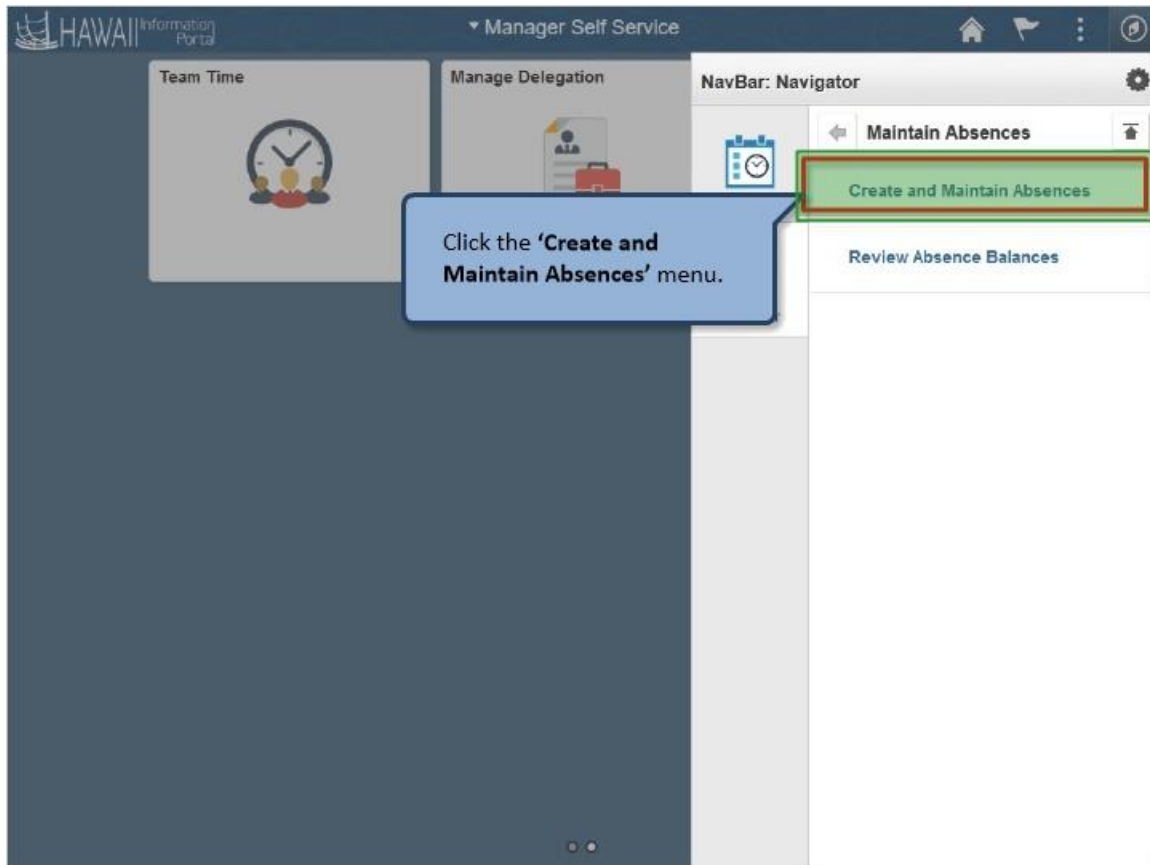 HAWAII Information Portal
Manager Self Service
Team Time
Manage Delegation
NavBar: Navigator
Maintain Absences
Create and Maintain Absences
Review Absence Balances
Click the ‘Create and
Maintain Absences’ menu.